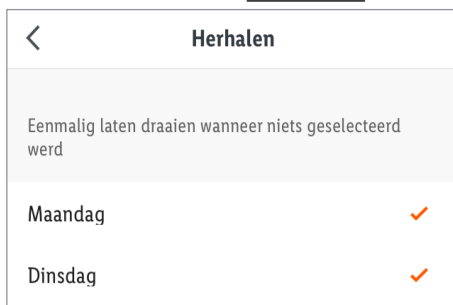 Herhalen
Eenmalig laten draaien wanneer niets geselecteerd
werd
Maandag
Dinsdag